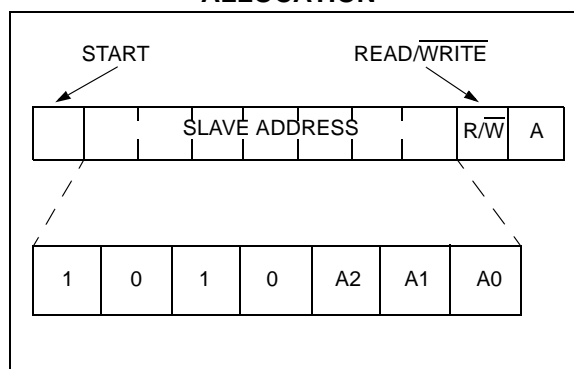 ALLOCATION
START READ/WRITE
SLAVE ADDRESS R/W A
1 0 1 0 A2 A1 A0